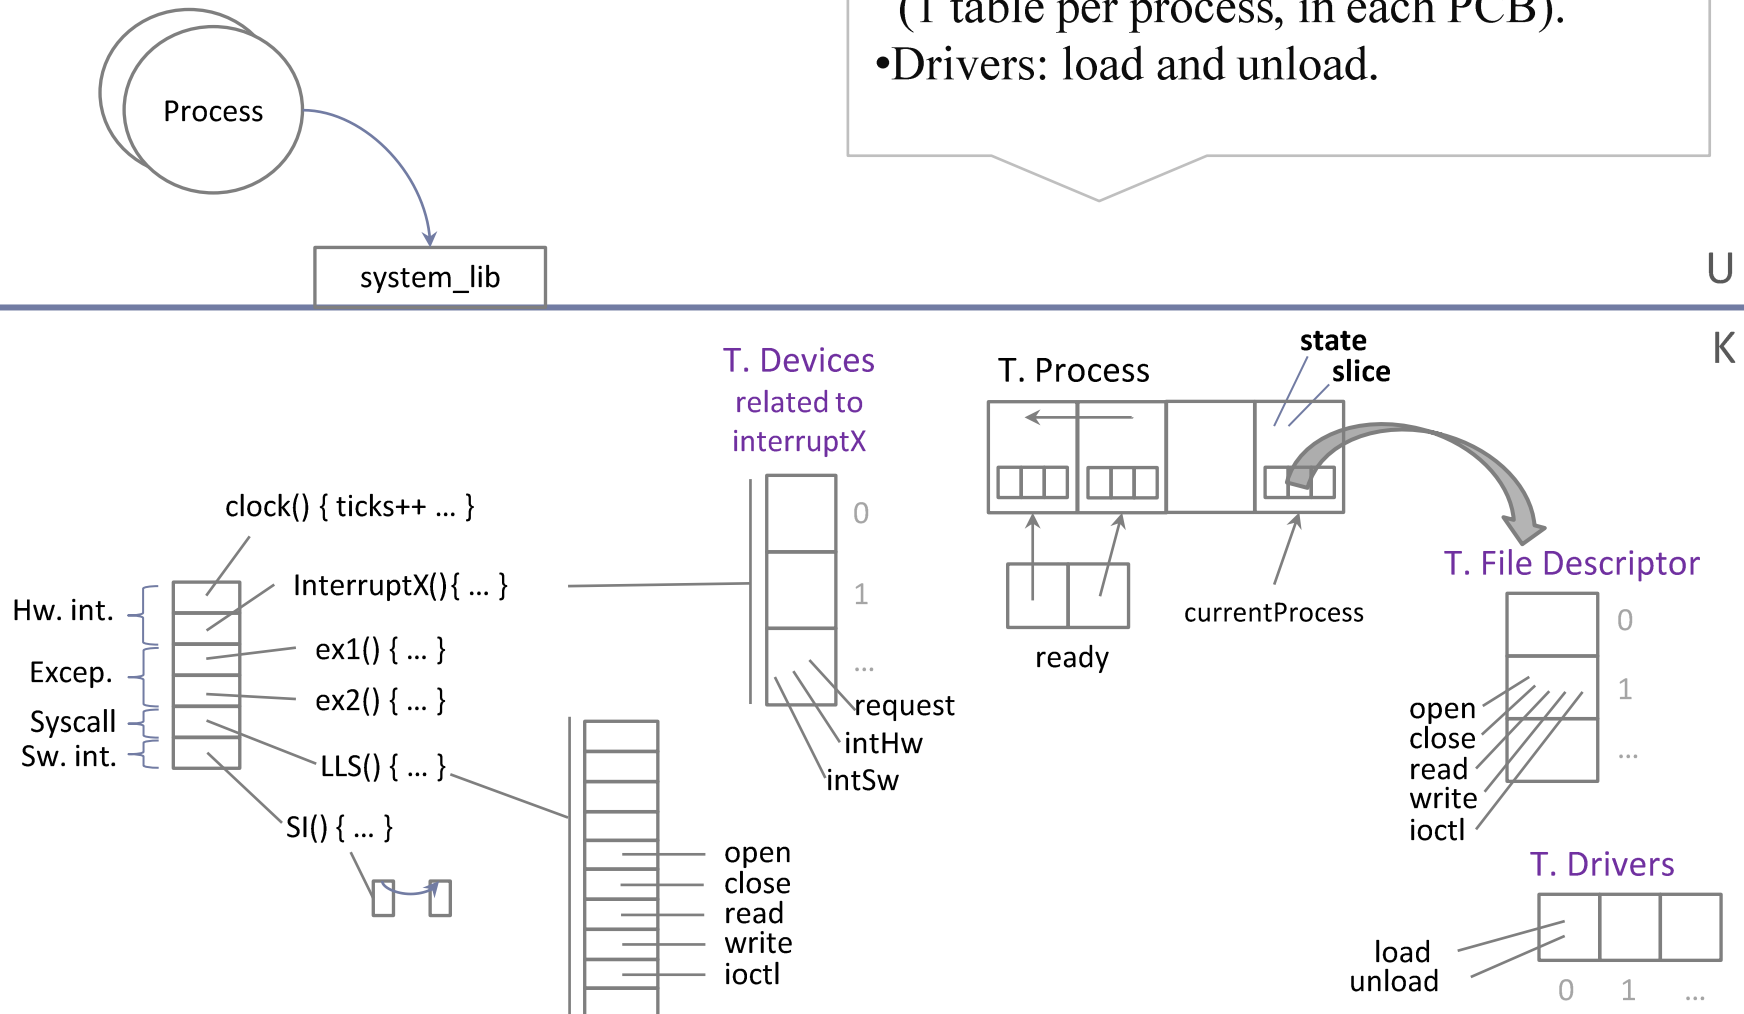 (1 table per process, in each PCB).
•Drivers: load and unload.
Process
system_lib
U
K
T. Devices
related to
interruptX
T. Process
state
slice
clock() { ticks++ ... }
0
Hw. int.
InterruptX(){ ... }
1
ex1() { ... }
Excep.
ex2() { ... }
...
Syscall
Sw. int.
LLS() { ... }
SI() { ... }
request
intHw
intSw
ready
currentProcess
T. File Descriptor
0
1
...
open
close
read
write
ioctl
open
close
read
write
ioctl
T. Drivers
load
unload
0 1 ...